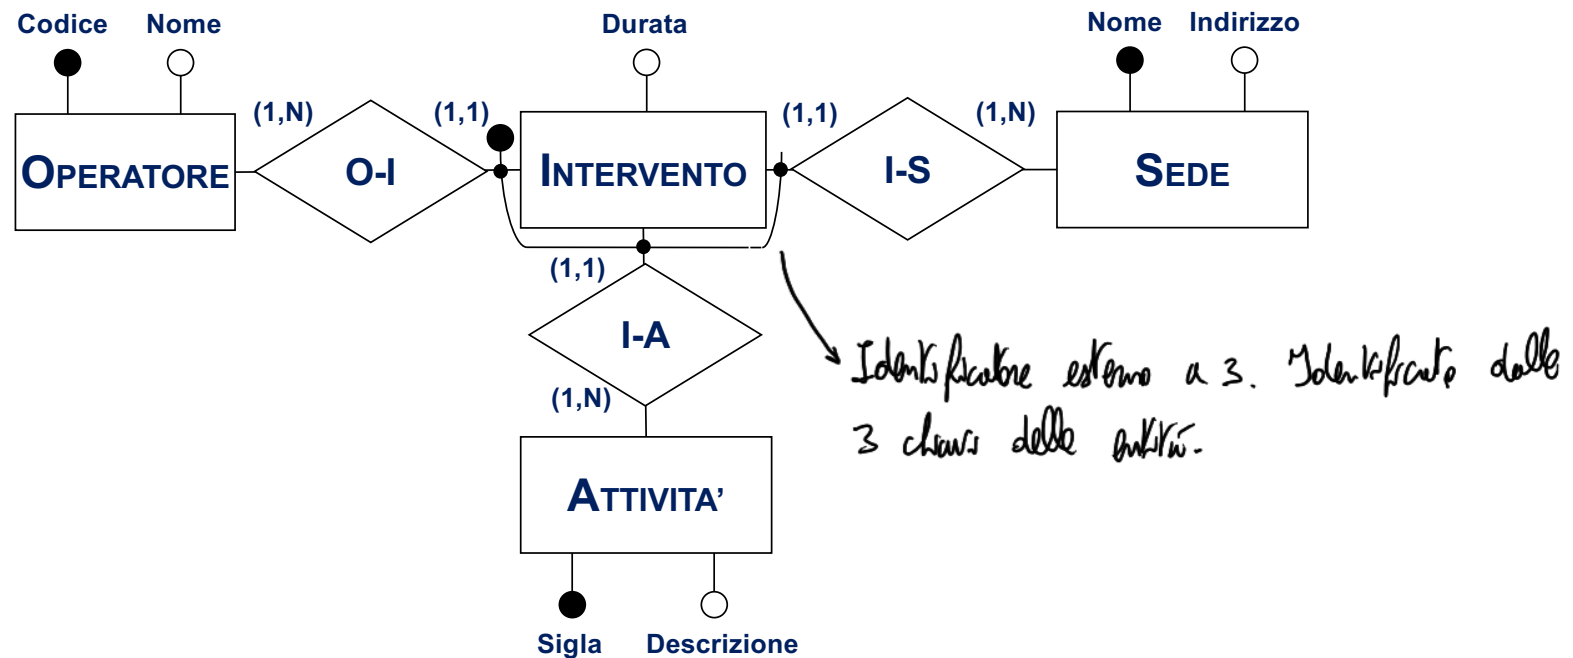 Codice Nome Durata Nome Indirizzo
(1,N) (1,1) (1,1) (1,N)
OPERATORE O-I INTERVENTO I-S SEDE
(1,1)
I-A
Identificatore esterno a 3. Identificato dalle
(1,N)
3 chiavi delle entità.
ATTIVITA’
Sigla Descrizione